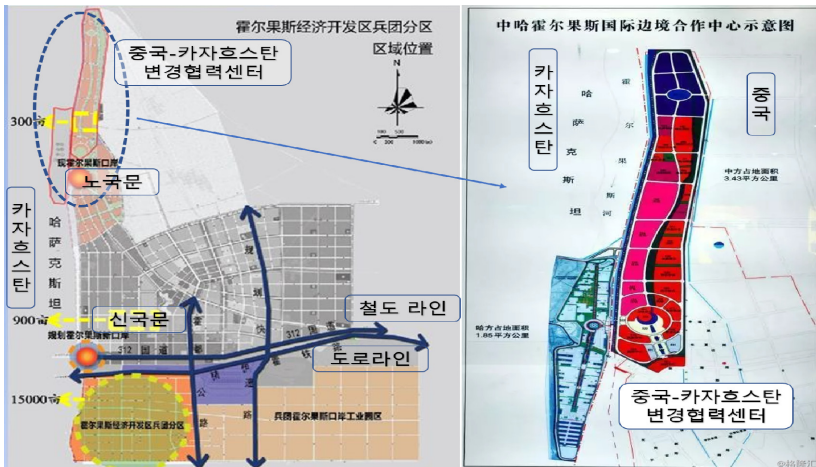 霍尔果斯经济开发区兵团分区
区域位置
N
중국-카자흐스탄
변경협력센터
300亩
现霍尔果斯口岸
노국문
카자흐스탄
哈萨克斯坦
철도 라인
신국문
900亩
规划霍尔果斯口岸
312 国道
도로라인
15000亩
霍尔果斯经济开发区兵团分区
兵团霍尔果斯口岸工业园区
中哈霍尔果斯国际边境合作中心示意图
카자흐스탄
哈萨克斯坦
霍尔果斯河
중국
中方占地面积
3.43平方公里
哈方占地面积
1.85平方公里
중국-카자흐스탄
변경협력센터
@格隆汇